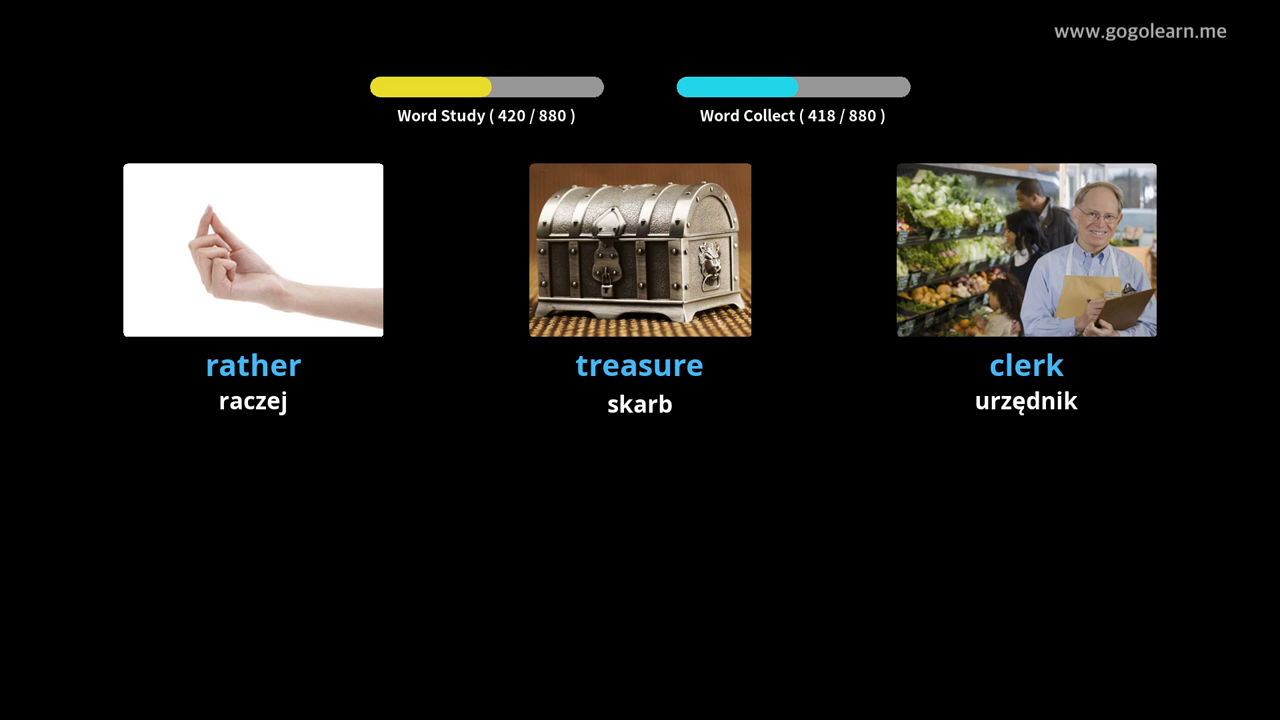 www.gogolearn.me
Word Study ( 420 / 880 )
Word Collect ( 418 / 880 )
rather
raczej
treasure
skarb
clerk
urzędnik